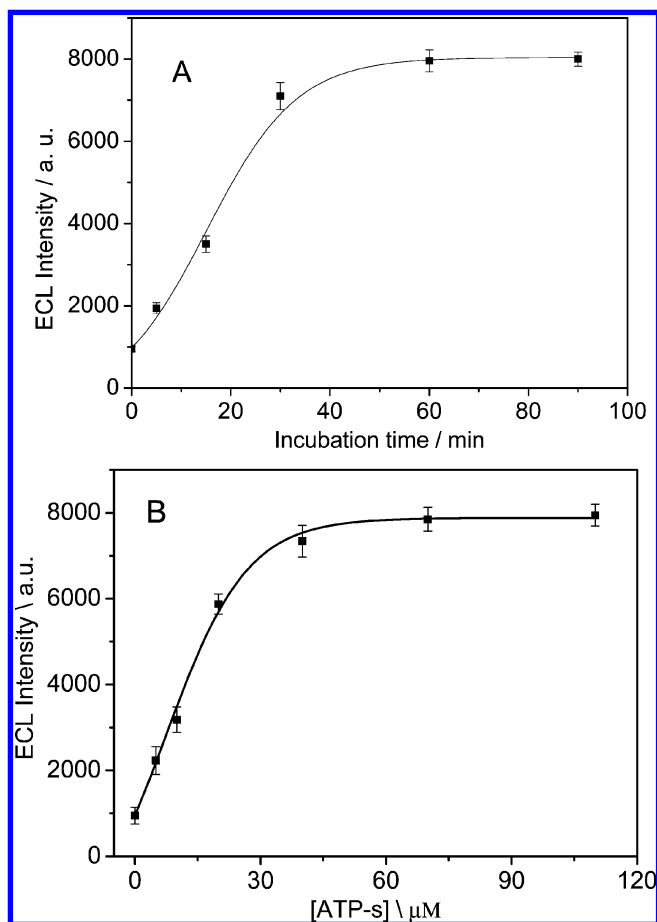 A
8000
6000
4000
2000
0
ECL Intensity / a. u.
0 20 40 60 80 100
Incubation time / min
B
8000
6000
4000
2000
0
ECL Intensity \ a.u.
0 30 60 90 120
[ATP-s] \ μM